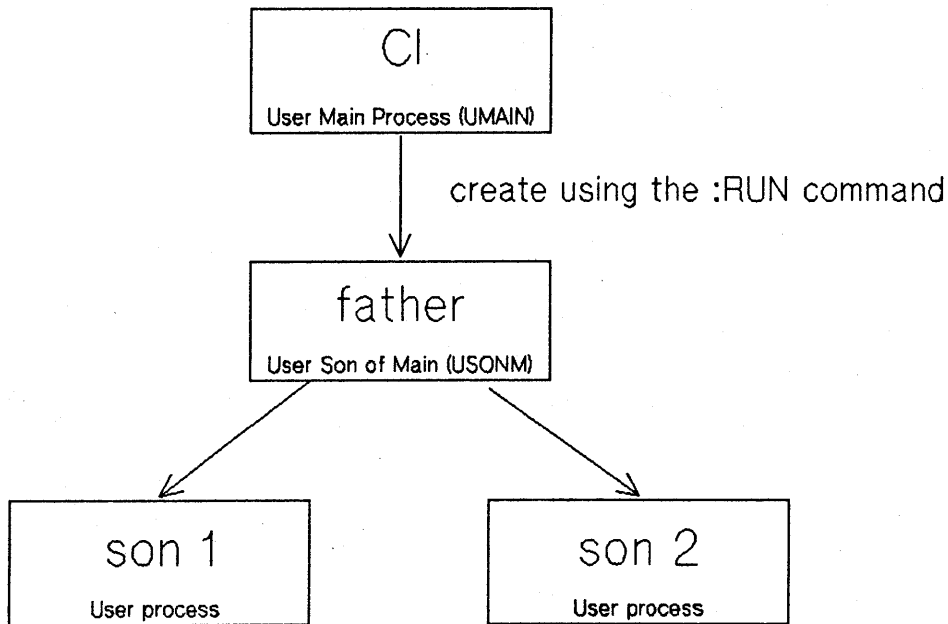 CI
User Main Process (UMAIN)
create using the :RUN command
father
User Son of Main (USONM)
son 1
son 2
User process
User process